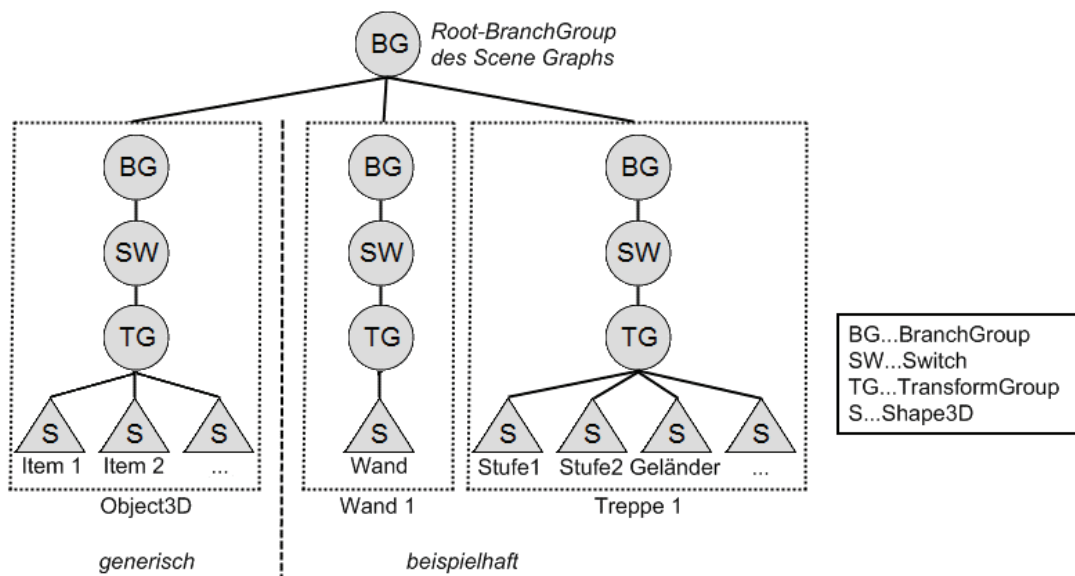 BG
Root-BranchGroup
des Scene Graphs
BG
SW
TG
S S S
Item 1 Item 2 ...
Object3D
generisch
BG
SW
TG
S
Wand
Wand 1
BG
SW
TG
S S S S
Stufe1 Stufe2 Geländer ...
Treppe 1
beispielhaft
BG...BranchGroup
SW...Switch
TG...TransformGroup
S...Shape3D